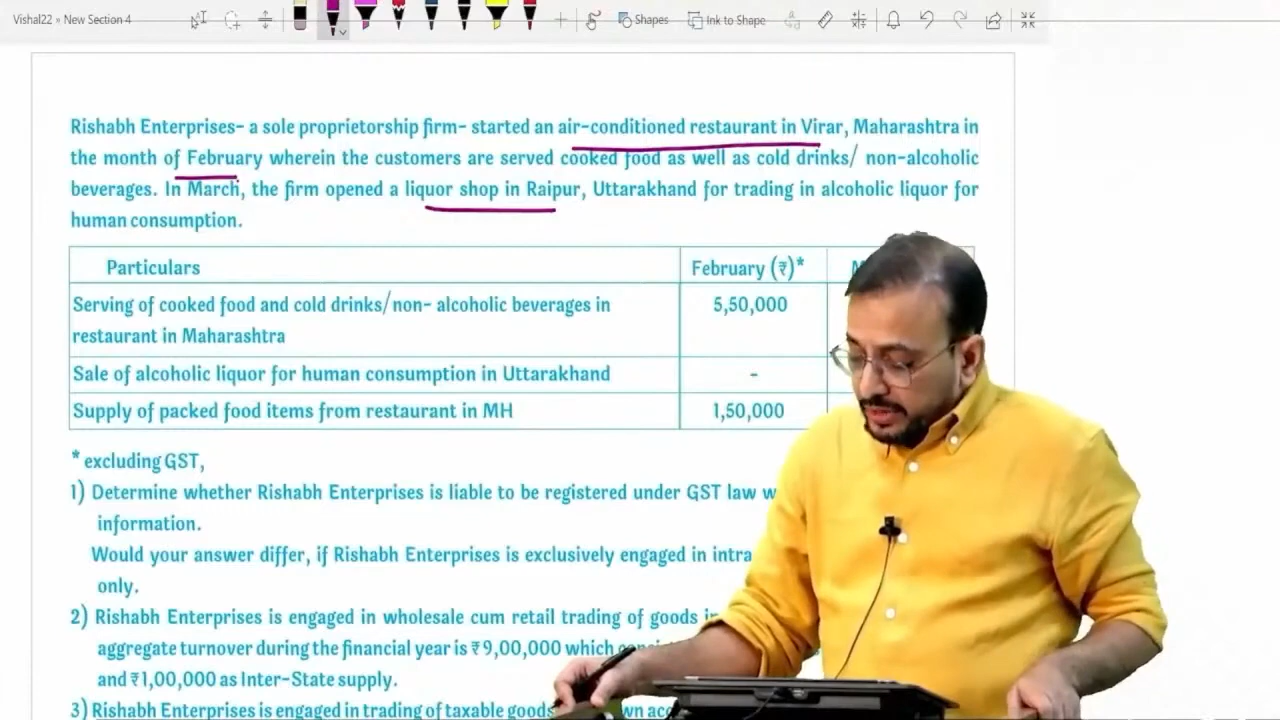 Vishal22 » New Section 4
Shapes
Ink to Shape
Rishabh Enterprises- a sole proprietorship firm- started an air-conditioned restaurant in Virar, Maharashtra in
the month of February wherein the customers are served cooked food as well as cold drinks/ non-alcoholic
beverages. In March, the firm opened a liquor shop in Raipur, Uttarakhand for trading in alcoholic liquor for
human consumption.
Particulars February (₹)*
Serving of cooked food and cold drinks/non- alcoholic beverages in 5,50,000
restaurant in Maharashtra
Sale of alcoholic liquor for human consumption in Uttarakhand -
Supply of packed food items from restaurant in MH 1,50,000
* excluding GST,
1) Determine whether Rishabh Enterprises is liable to be registered under GST law
information.
Would your answer differ, if Rishabh Enterprises is exclusively engaged in intra
only.
2) Rishabh Enterprises is engaged in wholesale cum retail trading of goods
aggregate turnover during the financial year is ₹9,00,000 which
and ₹1,00,000 as Inter-State supply.
3) Rishabh Enterprises is engaged in trading of taxable goods